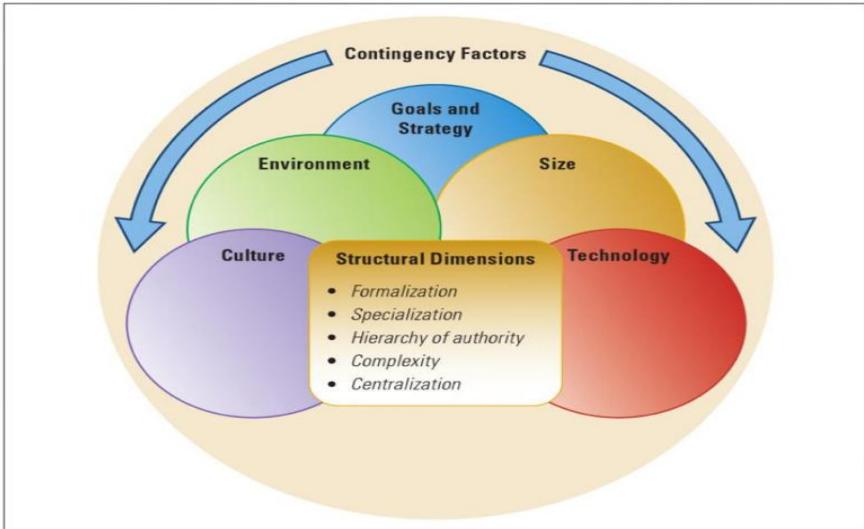 Contingency Factors
Goals and
Strategy
Environment
Size
Culture
Structural Dimensions
Technology
• Formalization
• Specialization
• Hierarchy of authority
• Complexity
• Centralization